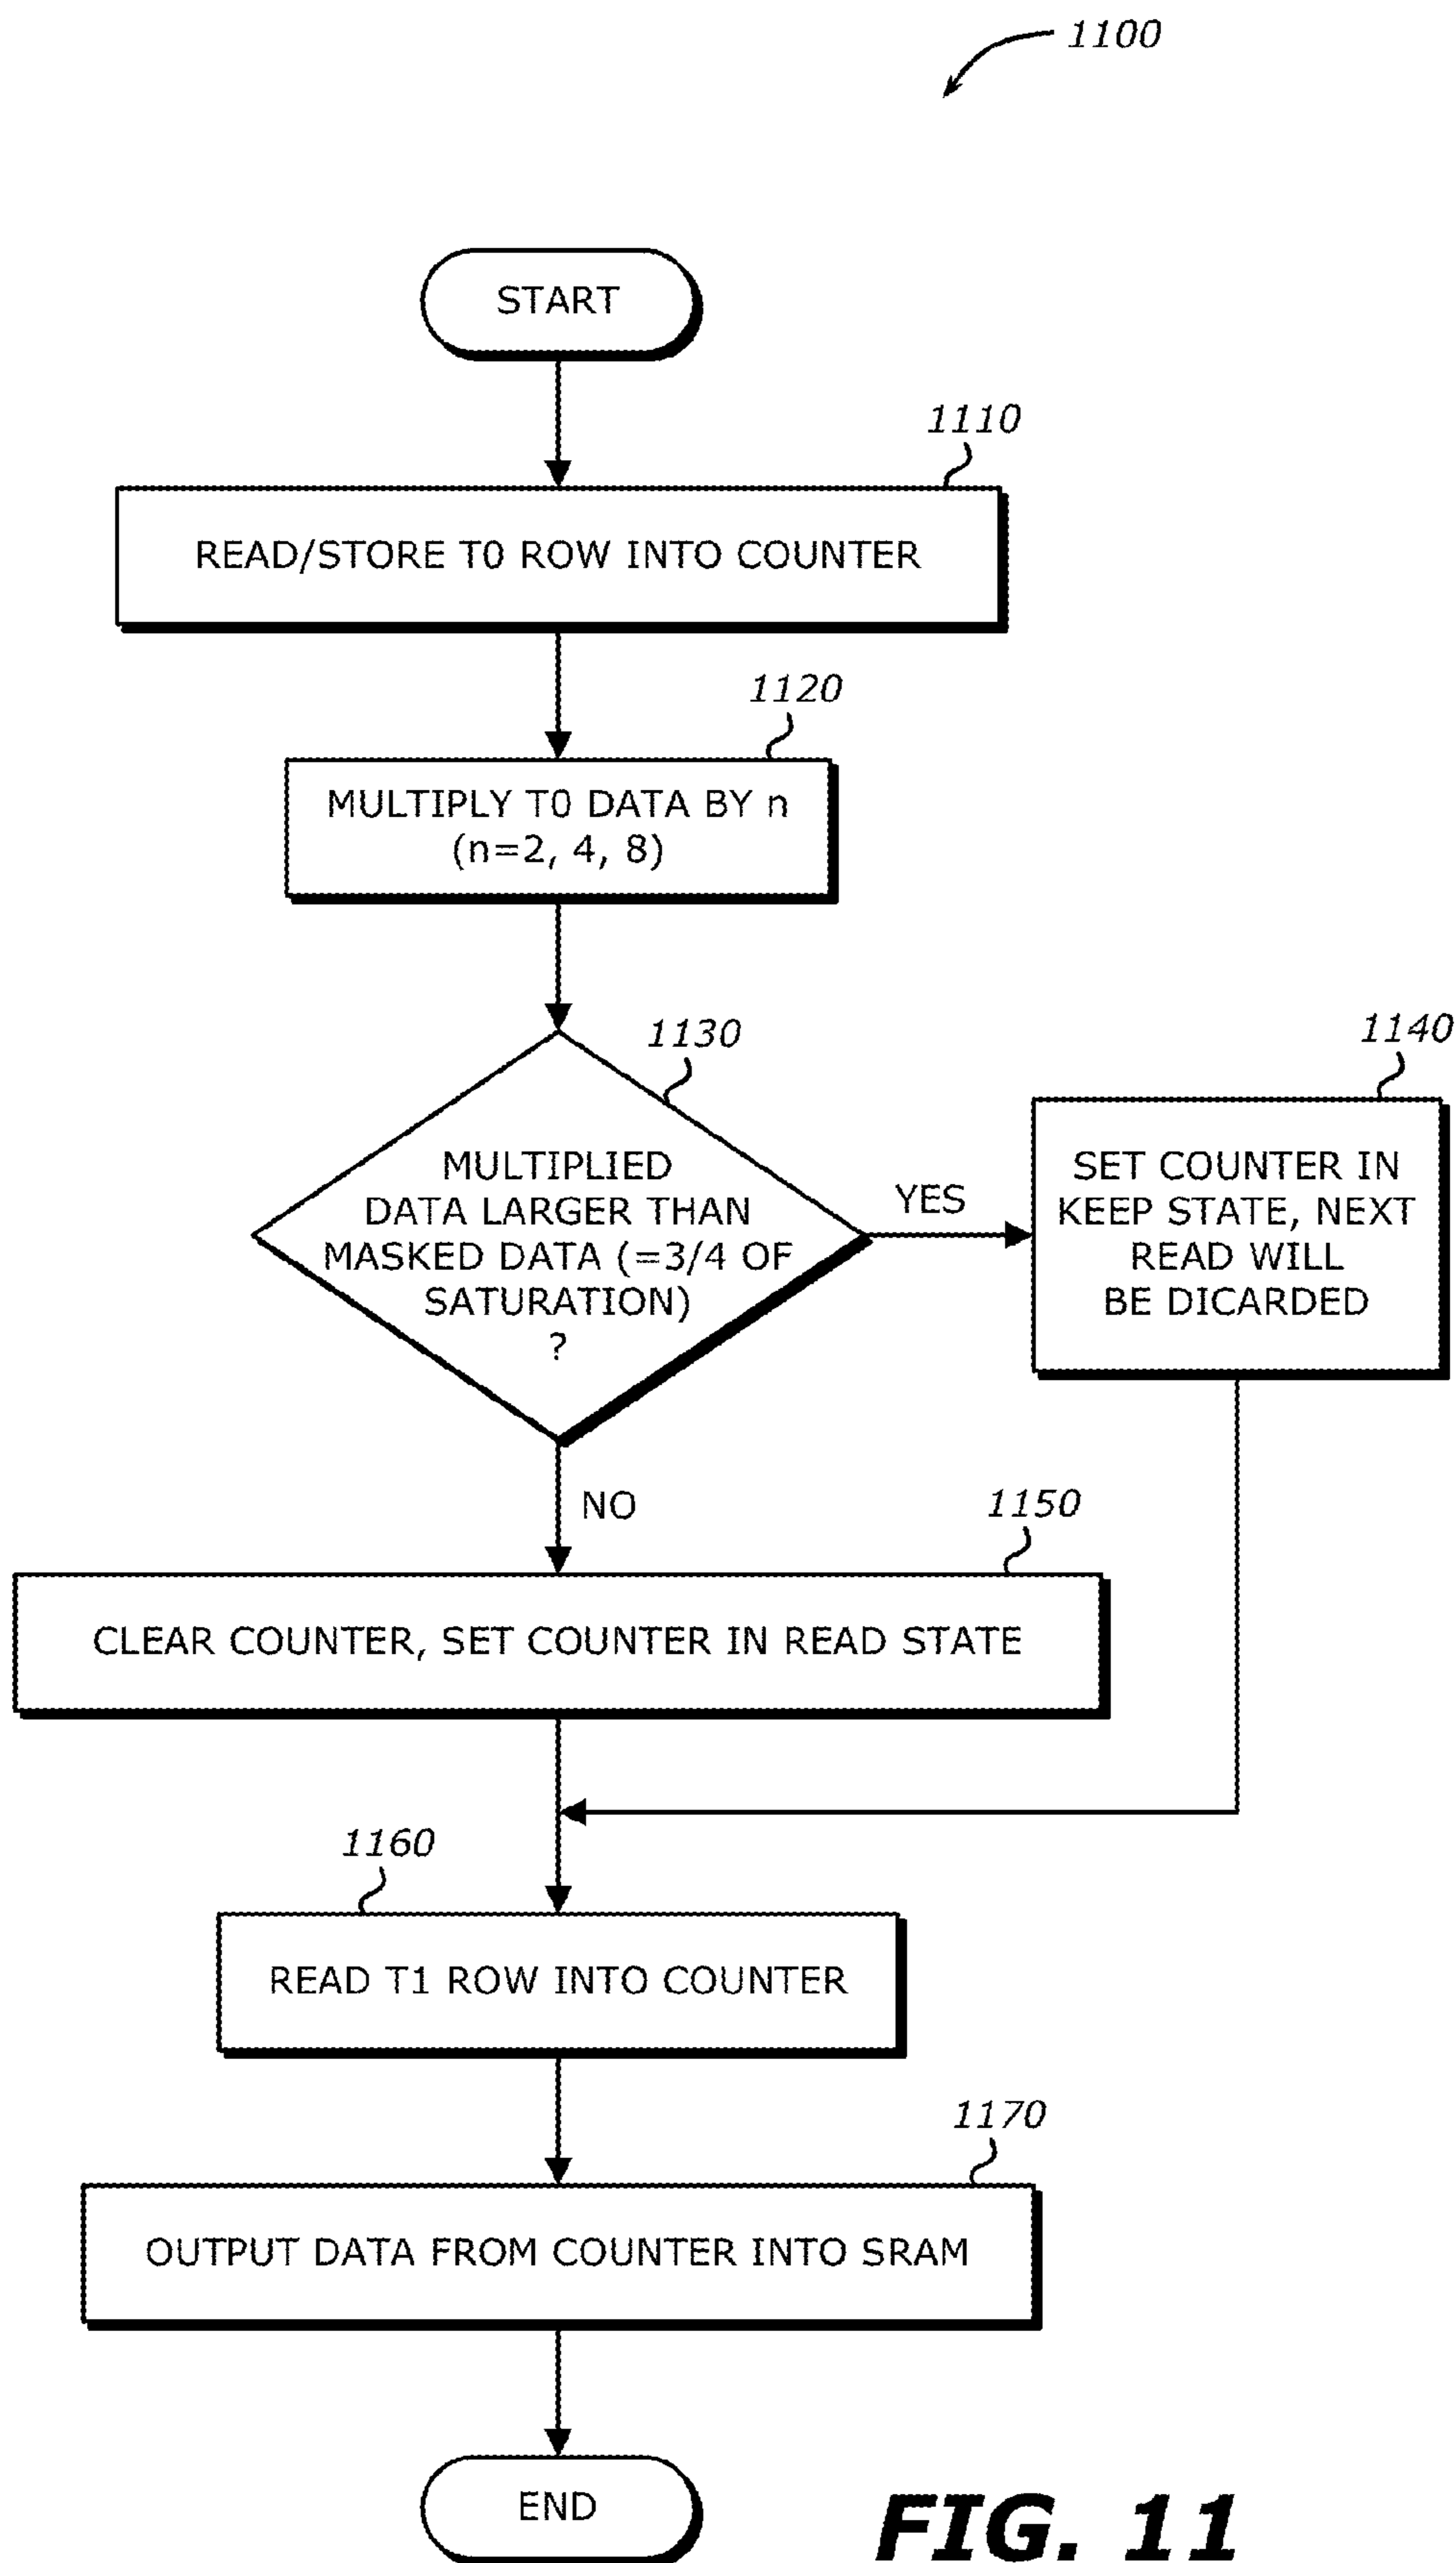 1100
START
1110
READ/STORE T0 ROW INTO COUNTER
1120
MULTIPLY T0 DATA BY n
(n=2, 4, 8)
1130
MULTIPLIED
DATA LARGER THAN
MASKED DATA (=3/4 OF
SATURATION)
?
YES
1140
SET COUNTER IN
KEEP STATE, NEXT
READ WILL
BE DICARDED
NO
1150
CLEAR COUNTER, SET COUNTER IN READ STATE
1160
READ T1 ROW INTO COUNTER
1170
OUTPUT DATA FROM COUNTER INTO SRAM
END
FIG. 11